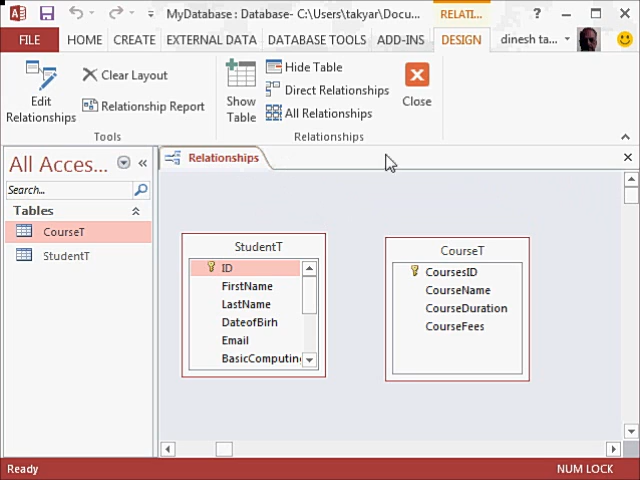 MyDatabase : Database- C:\Users\takyar\Docu... RELATI...
FILE HOME CREATE EXTERNAL DATA DATABASE TOOLS ADD-INS DESIGN dinesh ta...
Edit Relationships
Clear Layout
Relationship Report
Tools
Show Table
Hide Table
Direct Relationships
All Relationships
Close
Relationships
All Acces...
Search...
Tables
CourseT
StudentT
Relationships
StudentT
ID
FirstName
LastName
DateofBirh
Email
BasicComputing
CourseT
CoursesID
CourseName
CourseDuration
CourseFees
Ready NUM LOCK